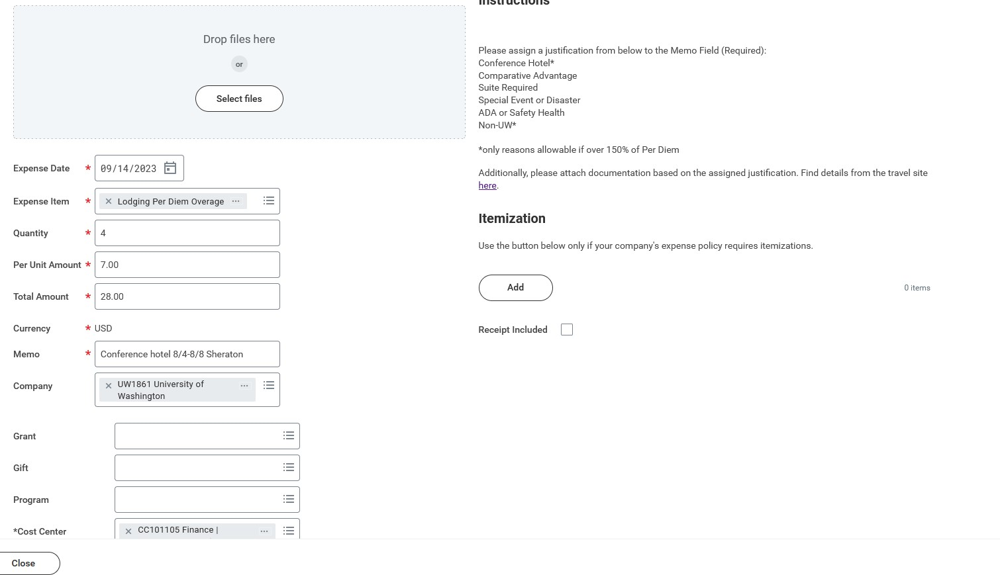 Instructions
Drop files here
or
Select files
Please assign a justification from below to the Memo Field (Required):
Conference Hotel*
Comparative Advantage
Suite Required
Special Event or Disaster
ADA or Safety Health
Non-UW*
*only reasons allowable if over 150% of Per Diem
Additionally, please attach documentation based on the assigned justification. Find details from the travel site
here.
Expense Date * 09/14/2023
Expense Item * × Lodging Per Diem Overage ...
Quantity * 4
Per Unit Amount * 7.00
Total Amount * 28.00
Currency * USD
Memo * Conference hotel 8/4-8/8 Sheraton
Company × UW1861 University of ...
Washington
Grant
Gift
Program
*Cost Center × CC101105 Finance | ...
Itemization
Use the button below only if your company's expense policy requires itemizations.
Add 0 items
Receipt Included
Close